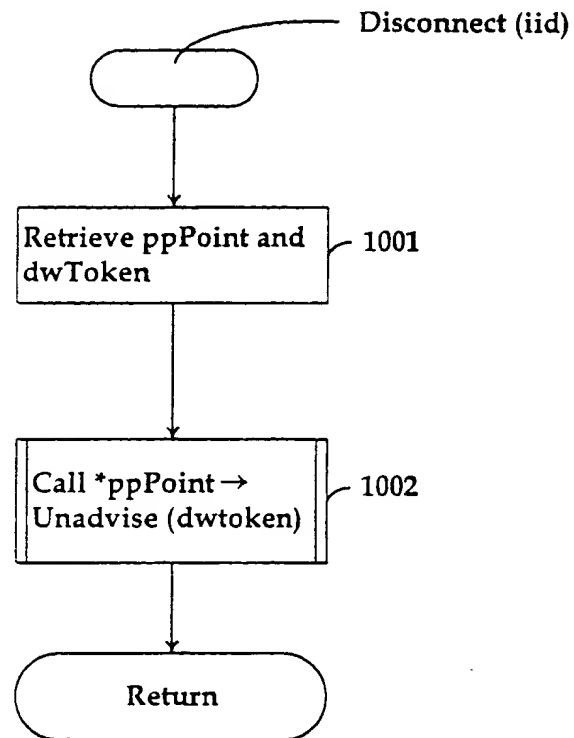 Disconnect (iid)
Retrieve ppPoint and
dwToken
1001
Call *ppPoint →
Unadvise (dwtoken)
1002
Return